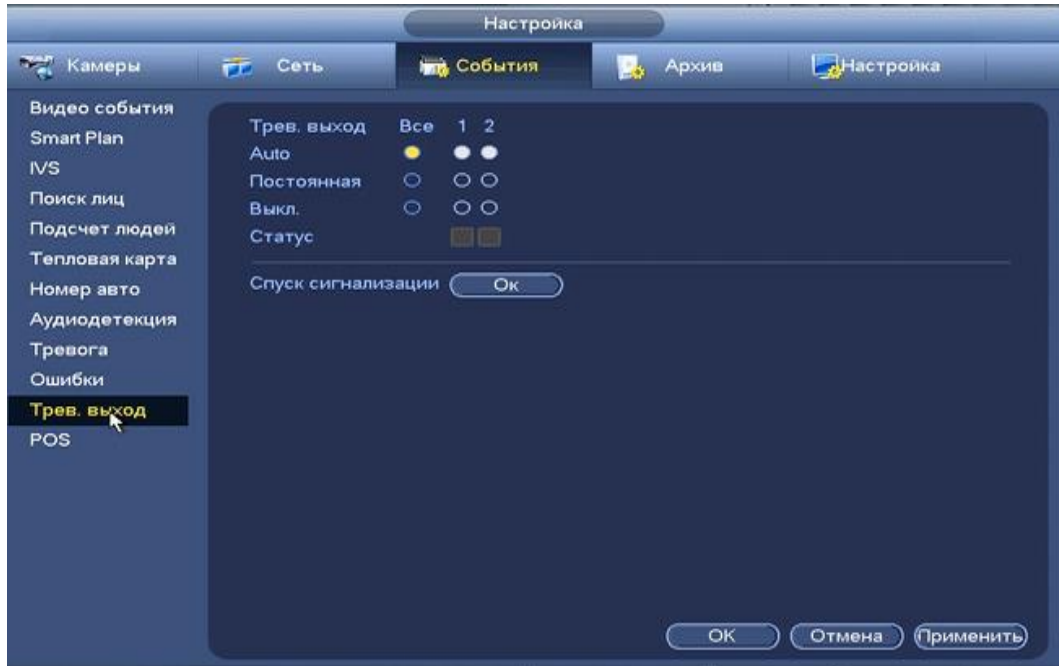 Настройка
Камеры Сеть События Архив Настройка
Видео события
Smart Plan
IVS
Поиск лиц
Подсчет людей
Тепловая карта
Номер авто
Аудиодетекция
Тревога
Ошибки
Трев. выход
POS
Трев. выход Все 1 2
Auto
Постоянная
Выкл.
Статус
Спуск сигнализации Ок
OK Отмена Применить